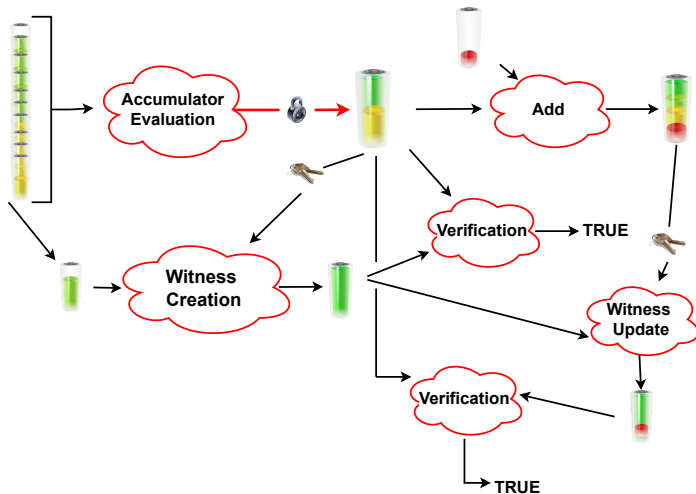 Accumulator
Evaluation
Add
Verification
TRUE
Witness
Creation
Witness
Update
Verification
TRUE